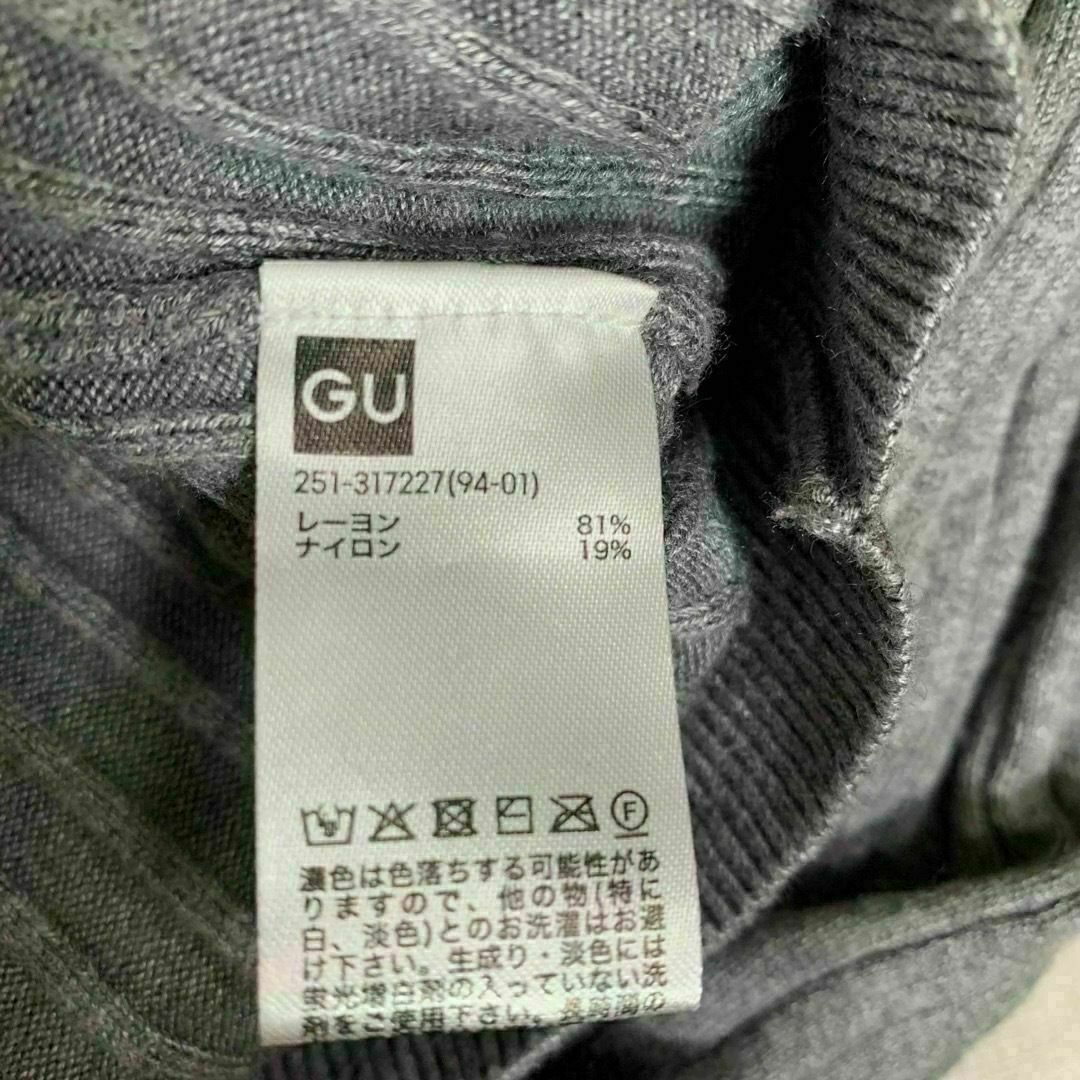 GU
251-317227(94-01)
レーヨン 81%
ナイロン 19%
F
濃色は色落ちする可能性があ
りますので、他の物(特に
白、淡色)とのお洗濯はお避
け下さい。生成り・淡色には
蛍光増白剤の入っていない洗
剤をご使用下さい。長時間の